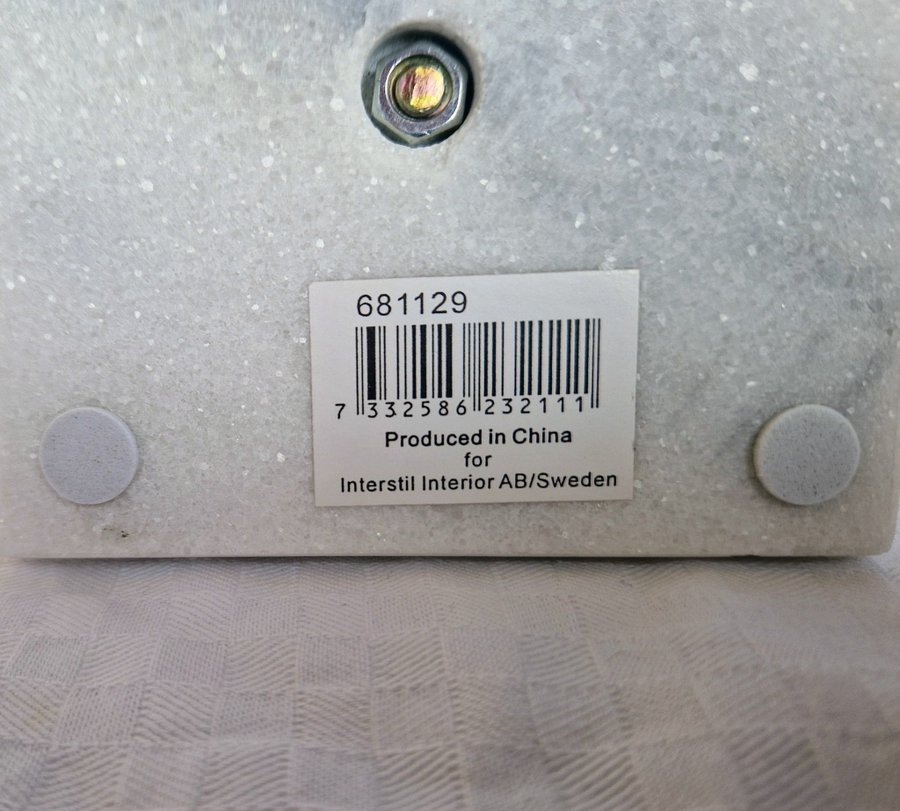 681129
7 332586 232111
Produced in China
for
Interstil Interior AB/Sweden